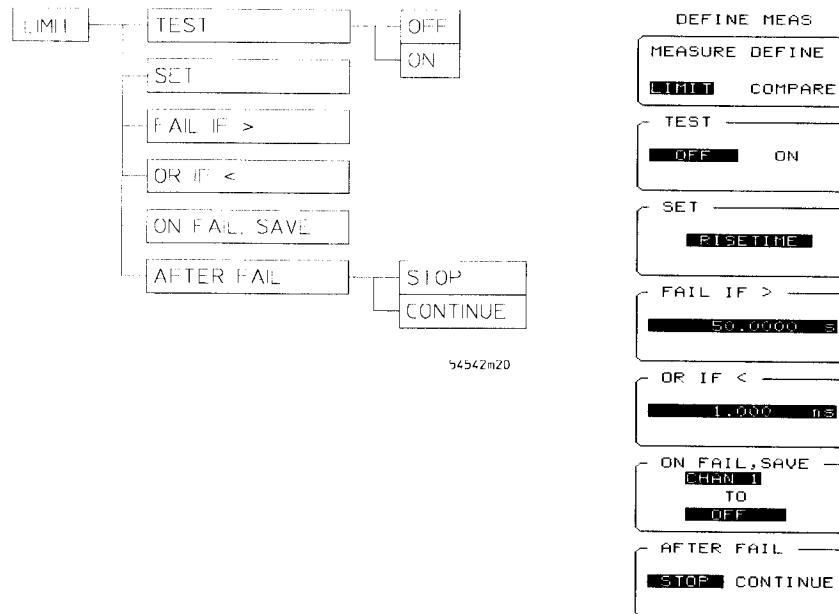 LIMIT
TEST
OFF
ON
SET
FAIL IF >
OR IF <
ON FAIL, SAVE
AFTER FAIL
STOP
CONTINUE
54542m20
DEFINE MEAS
MEASURE DEFINE
LIMIT COMPARE
TEST
OFF ON
SET
RISETIME
FAIL IF >
50.0000 s
OR IF <
1.000 ns
ON FAIL,SAVE
CHAN 1
TO
OFF
AFTER FAIL
STOP CONTINUE